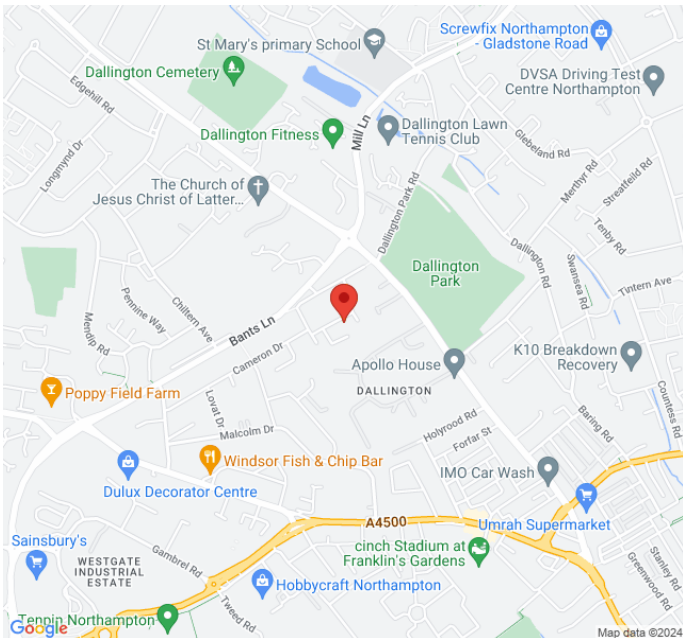 Screwfix Northampton
- Gladstone Road
St Mary's primary School
Dallington Cemetery
DVSA Driving Test
Centre Northampton
Edgehill Rd
Dallington Fitness
Mill Ln
Dallington Lawn
Tennis Club
Glebeland Rd
Longmynd Dr
Merthyr Rd
Streatfeild Rd
The Church of
Jesus Christ of Latter...
Dallington Park Rd
Tenby Rd
Dallington Rd
Swansea Rd
Dallington
Park
Tintern Ave
Pennine Way
Chiltern Ave
Mendip Rd
Bants Ln
Cameron Dr
Apollo House
K10 Breakdown
Recovery
DALLINGTON
Poppy Field Farm
Lovat Dr
Countess Rd
Holyrood Rd
Baring Rd
Malcolm Dr
Forfar St
Windsor Fish & Chip Bar
IMO Car Wash
Dulux Decorator Centre
Umrah Supermarket
A4500
Sainsbury's
WESTGATE
INDUSTRIAL
ESTATE
Gambrel Rd
cinch Stadium at
Franklin's Gardens
Stanley Rd
Greenwood Rd
Hobbycraft Northampton
Tweed Rd
Tenpin Northampton
Google
Map data ©2024